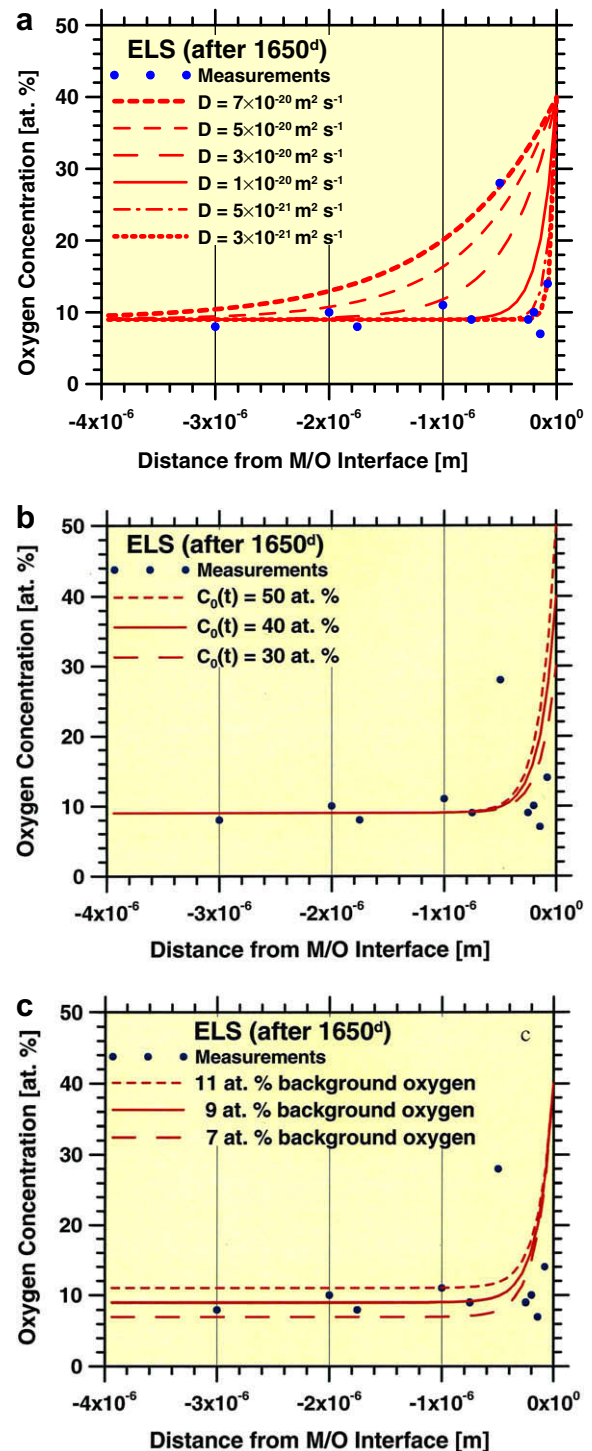 a
50
ELS (after 1650ᵈ)
Measurements
D = 7×10⁻²⁰ m² s⁻¹
40
D = 5×10⁻²⁰ m² s⁻¹
D = 3×10⁻²⁰ m² s⁻¹
D = 1×10⁻²⁰ m² s⁻¹
30
D = 5×10⁻²¹ m² s⁻¹
D = 3×10⁻²¹ m² s⁻¹
20
10
0
Oxygen Concentration [at. %]
-4x10⁻⁶ -3x10⁻⁶ -2x10⁻⁶ -1x10⁻⁶ 0x10⁰
Distance from M/O Interface [m]
b
50
ELS (after 1650ᵈ)
Measurements
C₀(t) = 50 at. %
40
C₀(t) = 40 at. %
C₀(t) = 30 at. %
30
20
10
0
Oxygen Concentration [at. %]
-4x10⁻⁶ -3x10⁻⁶ -2x10⁻⁶ -1x10⁻⁶ 0x10⁰
Distance from M/O Interface [m]
c
50
ELS (after 1650ᵈ) c
Measurements
11 at. % background oxygen
40
9 at. % background oxygen
7 at. % background oxygen
30
20
10
0
Oxygen Concentration [at. %]
-4x10⁻⁶ -3x10⁻⁶ -2x10⁻⁶ -1x10⁻⁶ 0x10⁰
Distance from M/O Interface [m]